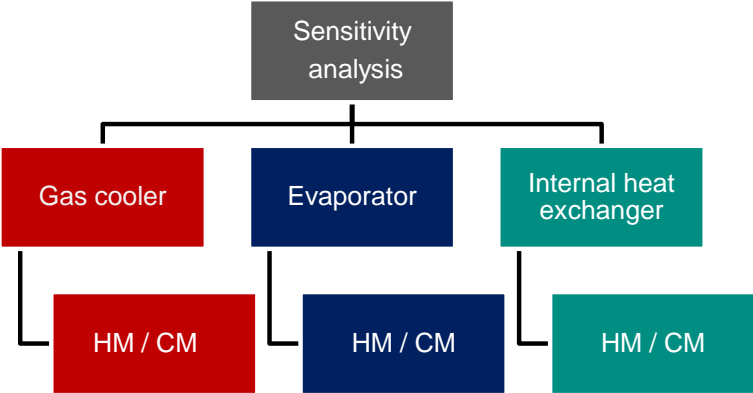 Sensitivity
analysis
Gas cooler
Evaporator
Internal heat
exchanger
HM / CM
HM / CM
HM / CM